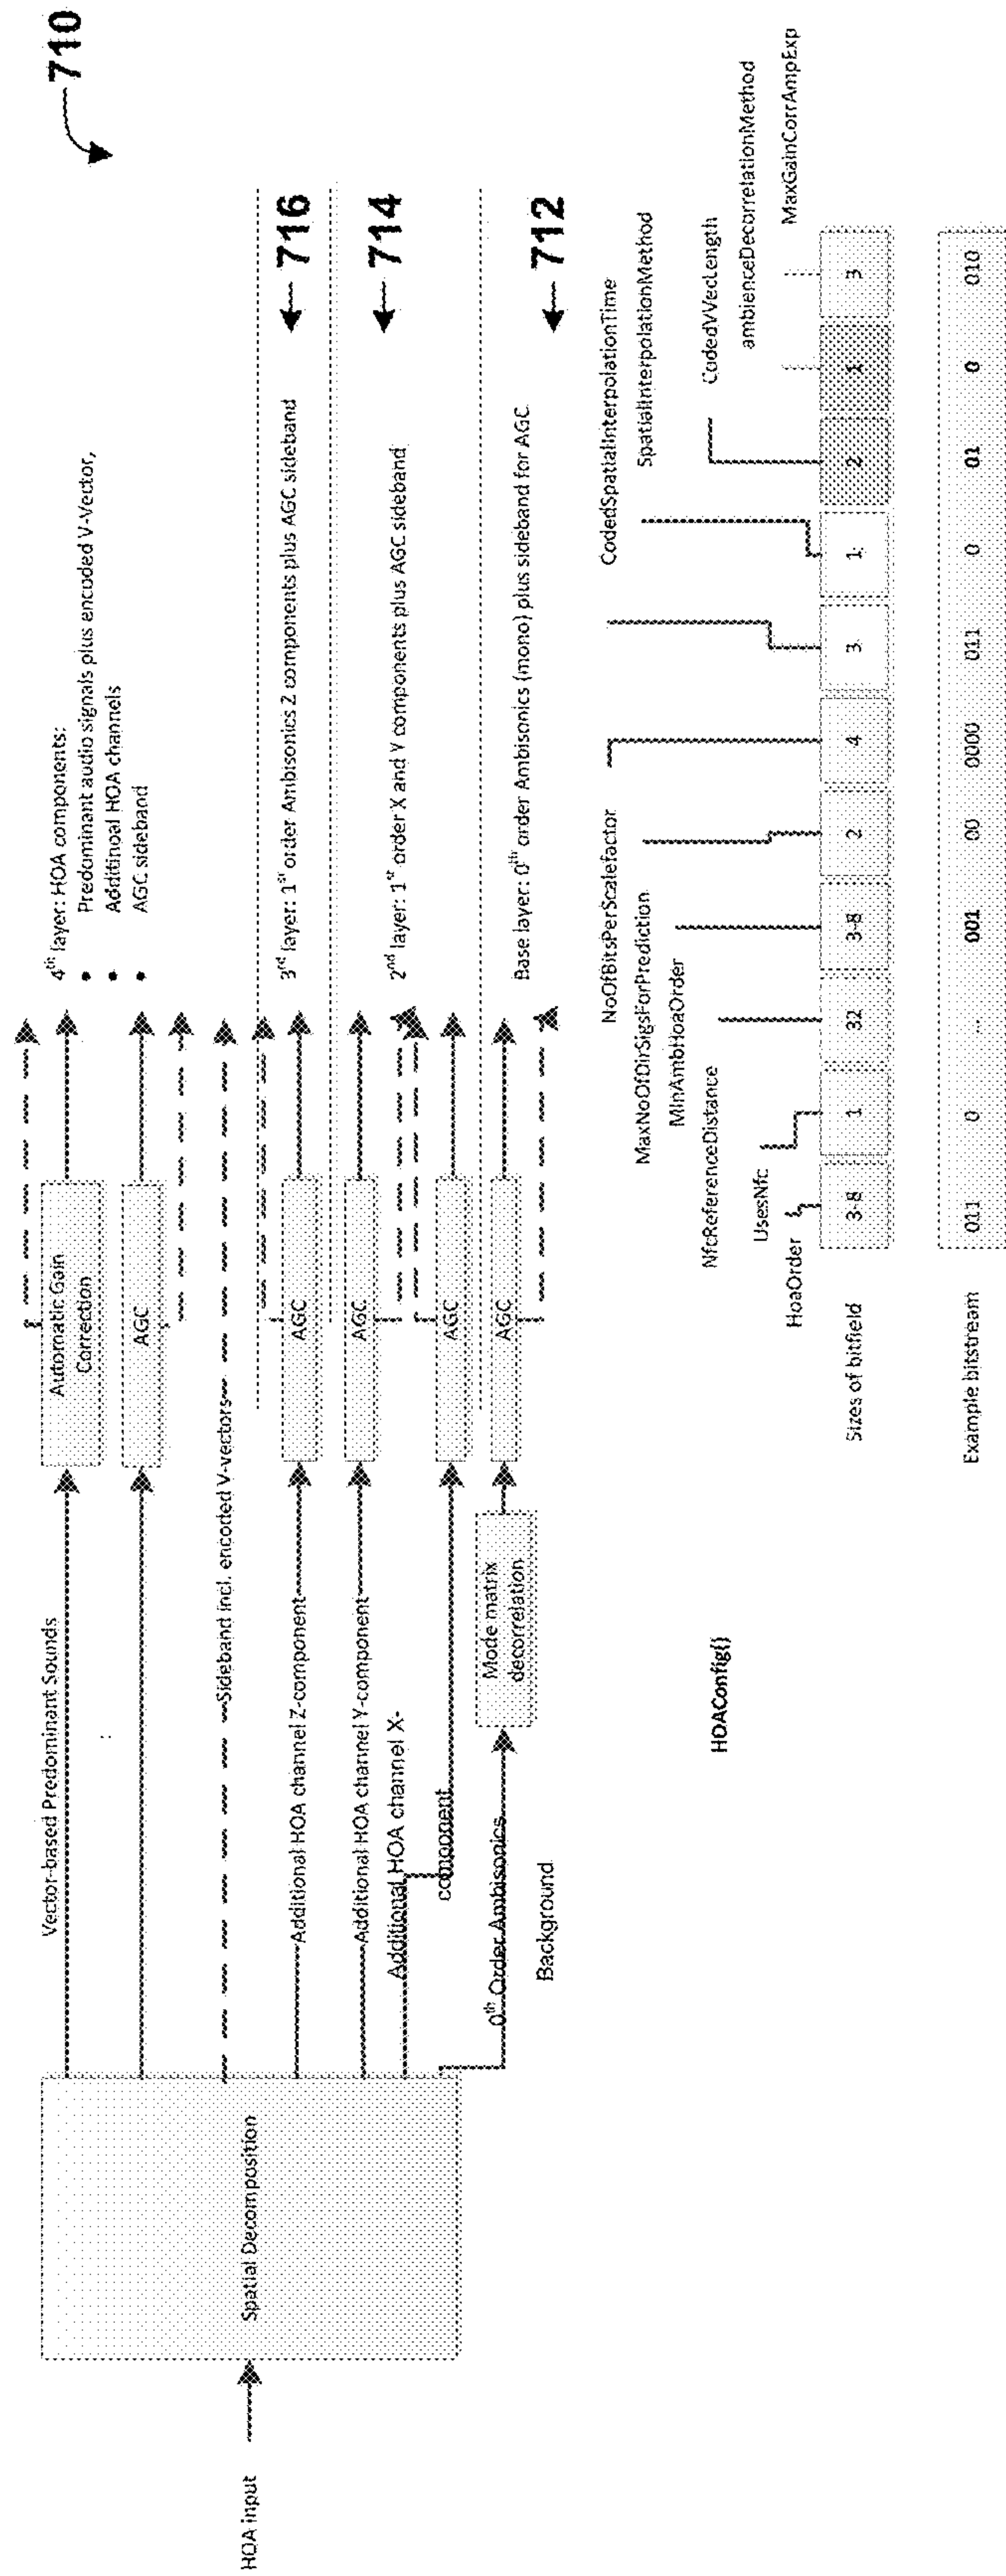 710
HOA input
Spatial Decomposition
Vector-based Predominant Sounds
:
Sideband incl. encoded V-vectors
Additional HOA channel Z-component
Additional HOA channel Y-component
Additional HOA channel X-
component
0th Order Ambisonics
Background
Mode matrix
decorrelation
Automatic Gain
Correction
AGC
AGC
AGC
AGC
AGC
4th layer: HOA components:
• Predominant audio signals plus encoded V-Vector,
• Additinoal HOA channels
• AGC sideband
3rd layer: 1st order Ambisonics Z components plus AGC sideband
716
2nd layer: 1st order X and Y components plus AGC sideband
714
Base layer: 0th order Ambisonics (mono) plus sideband for AGC
712
HOAConfig()
HoaOrder
UsesNfc
NfcReferenceDistance
MinAmbHoaOrder
MaxNoOfDirSigsForPrediction
NoOfBitsPerScalefactor
CodedSpatialInterpolationTime
SpatialInterpolationMethod
CodedVVecLength
ambienceDecorrelationMethod
MaxGainCorrAmpExp
Sizes of bitfield 3-8 1 32 3-8 2 4 3 1 2 1 3
Example bitstream 011 0 ... 001 00 0000 011 0 01 0 010